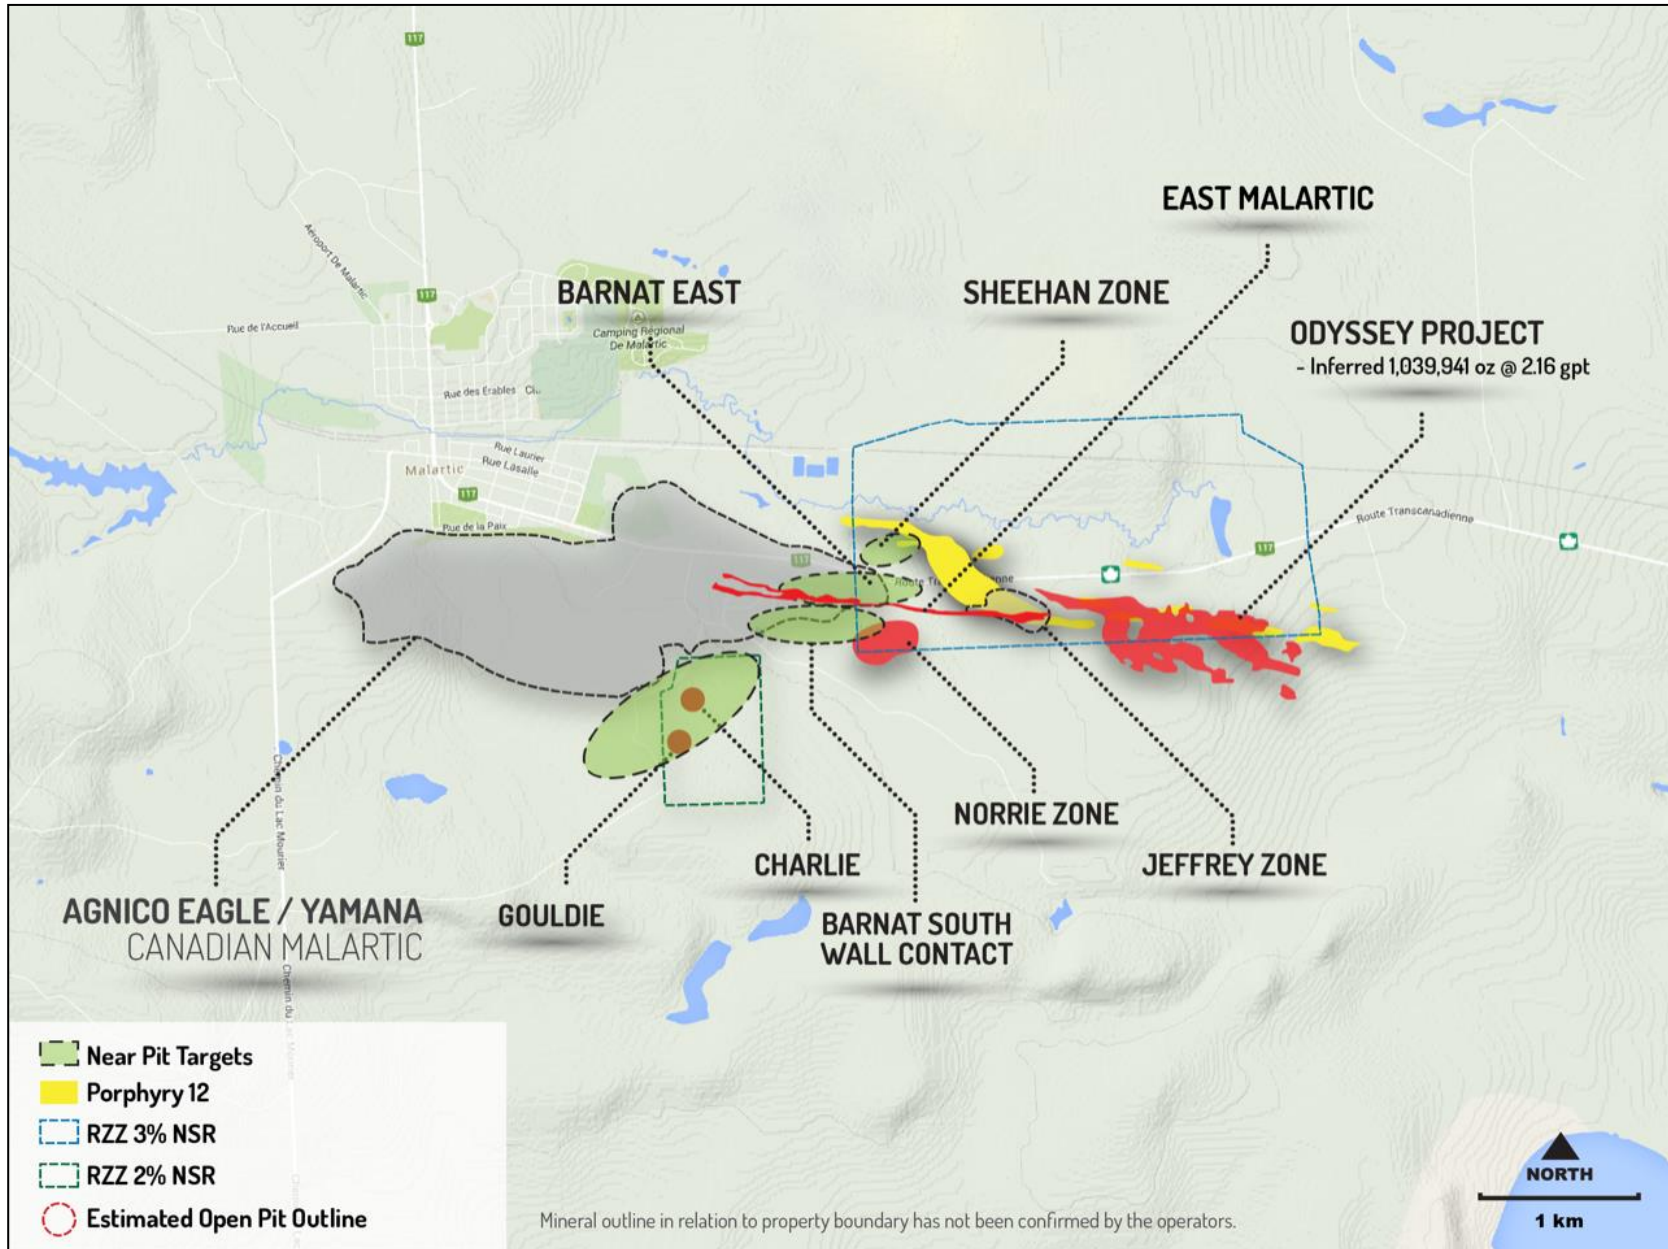 117
Aéroport De Malartic
EAST MALARTIC
BARNAT EAST
SHEEHAN ZONE
117
Rue de l'Accueil
Camping Régional
De Malartic
ODYSSEY PROJECT
- Inferred 1,039,941 oz @ 2.16 gpt
Rue des Érables
Rue Laurier
Rue Lasalle
Malartic
117
Rue de la Paix
Route Transcanadienne
117
117
NORRIE ZONE
CHARLIE
JEFFREY ZONE
Chemin du Lac Mourier
AGNICO EAGLE / YAMANA
CANADIAN MALARTIC
GOULDIE
BARNAT SOUTH
WALL CONTACT
Near Pit Targets
Porphyry 12
RZZ 3% NSR
RZZ 2% NSR
Estimated Open Pit Outline
Mineral outline in relation to property boundary has not been confirmed by the operators.
NORTH
1 km